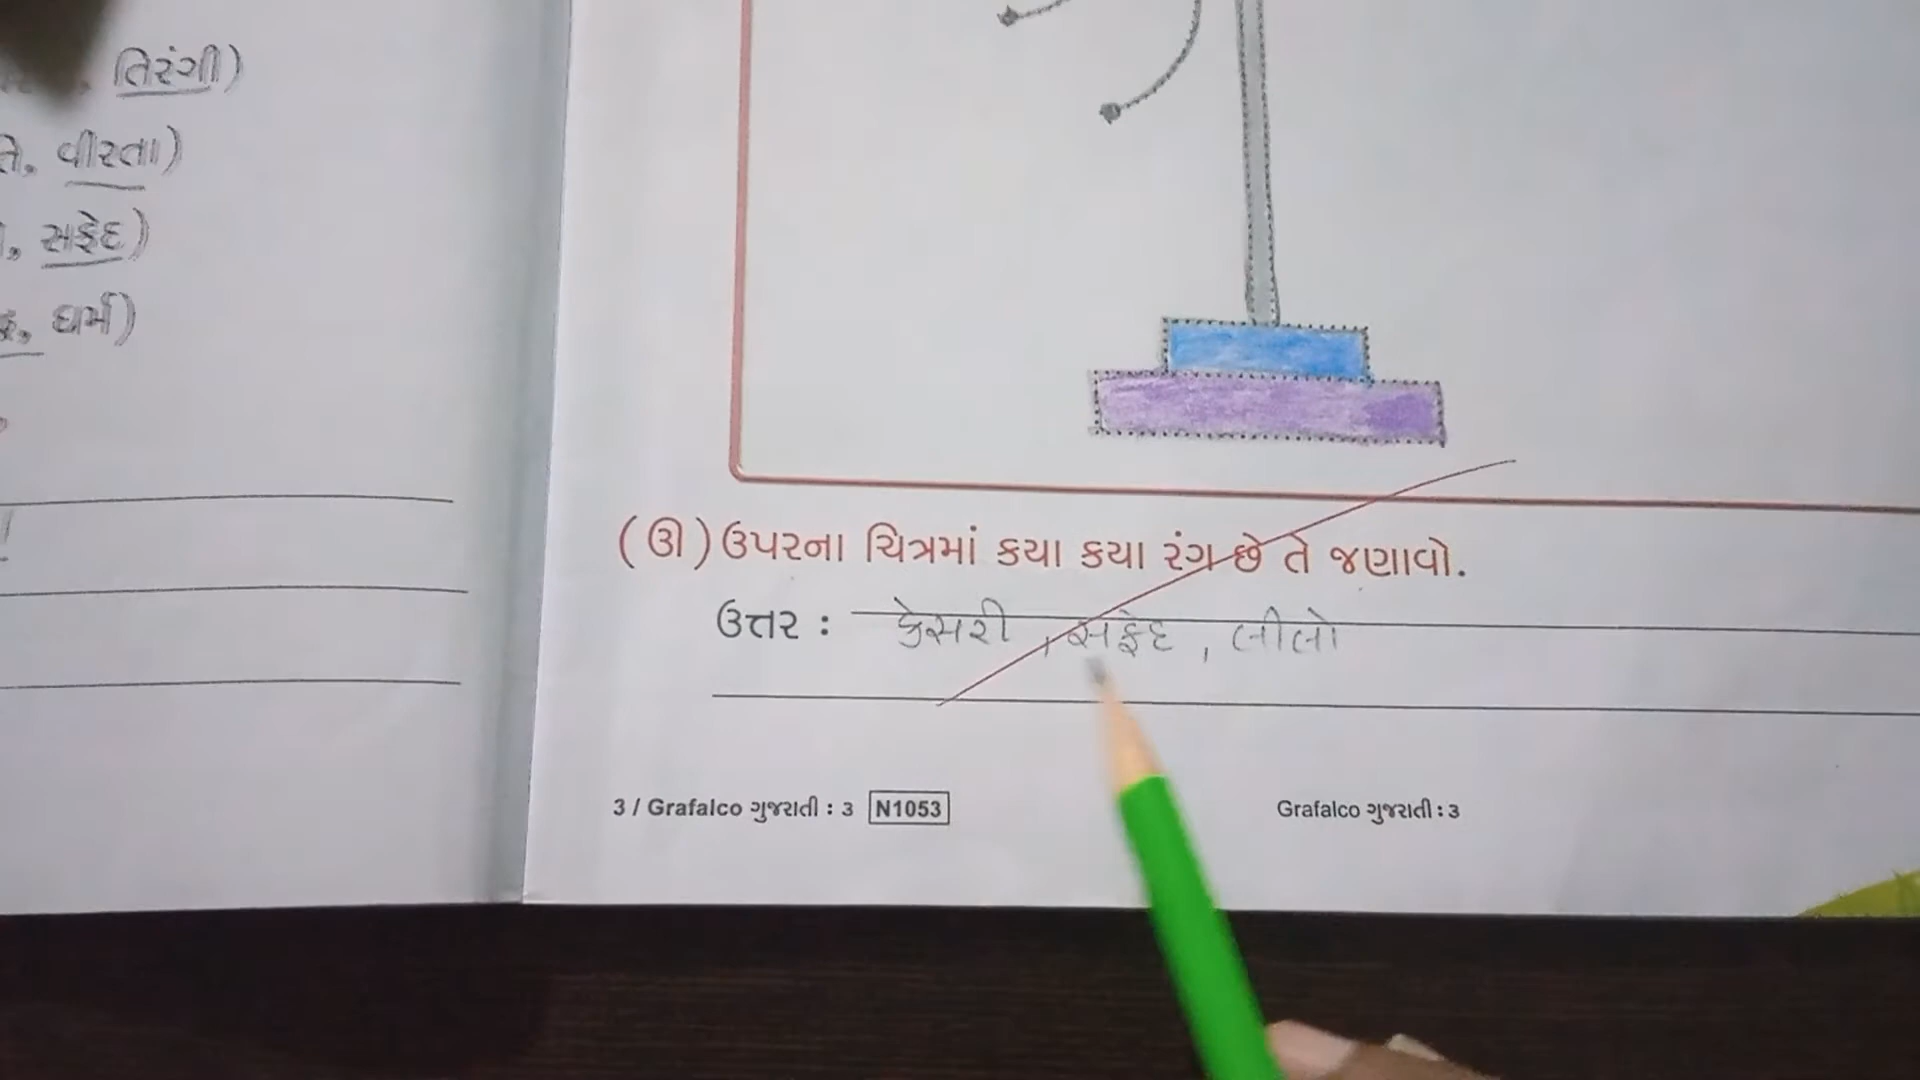 તિરંગી)
વીરતા)
સફેદ)
ધર્મ)
(ઊ) ઉપરના ચિત્રમાં કયા કયા રંગ છે તે જણાવો.
ઉત્તર : કેસરી , સફેદ , લીલો
3 / Grafalco ગુજરાતી : 3 N1053
Grafalco ગુજરાતી : 3